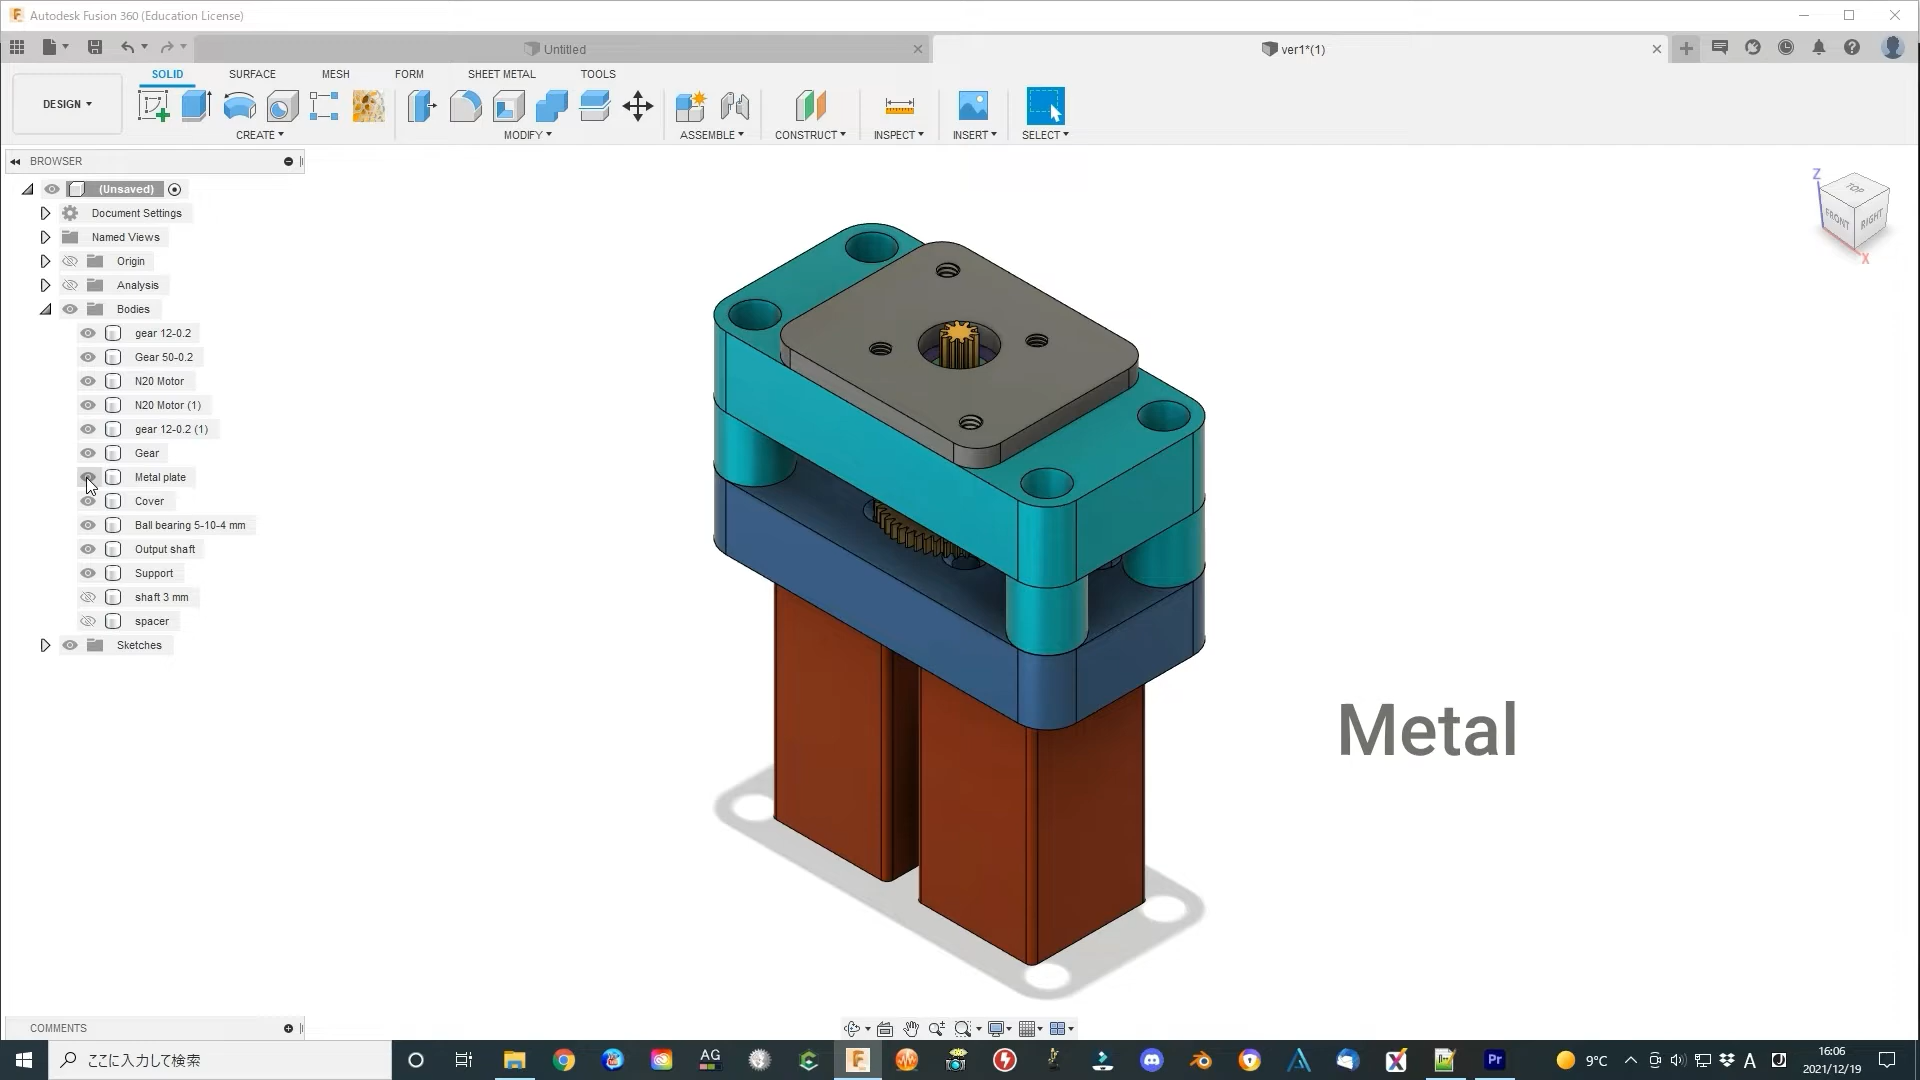 Autodesk Fusion 360 (Education License)
Untitled
ver1*(1)
DESIGN
SOLID
SURFACE
MESH
FORM
SHEET METAL
TOOLS
CREATE
MODIFY
ASSEMBLE
CONSTRUCT
INSPECT
INSERT
SELECT
BROWSER
(Unsaved)
Document Settings
Named Views
Origin
Analysis
Bodies
gear 12-0.2
Gear 50-0.2
N20 Motor
N20 Motor (1)
gear 12-0.2 (1)
Gear
Metal plate
Cover
Ball bearing 5-10-4 mm
Output shaft
Support
shaft 3 mm
spacer
Sketches
Z
TOP
FRONT
RIGHT
X
Metal
COMMENTS
ここに入力して検索
AG
F
Pr
9°C
A
J
16:06
2021/12/19